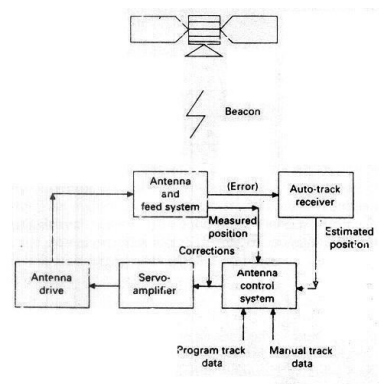 Beacon
Antenna
and
feed system
(Error)
Auto-track
receiver
Measured
position
Estimated
position
Corrections
Antenna
drive
Servo-
amplifier
Antenna
control
system
Program track
data
Manual track
data